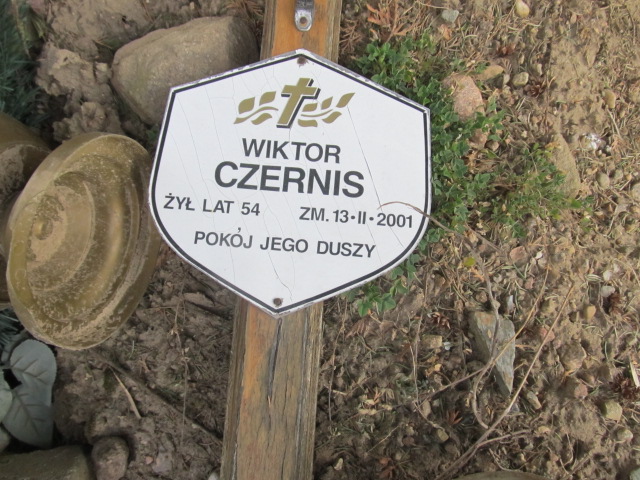 WIKTOR
CZERNIS
ŻYŁ LAT 54 ZM. 13·II·2001
POKÓJ JEGO DUSZY